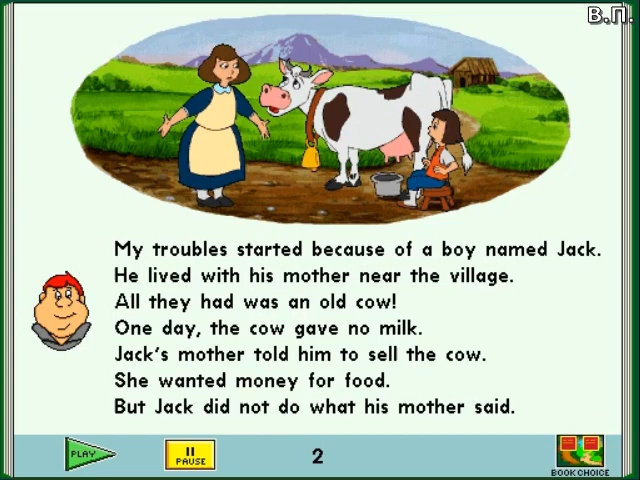 В.П.
My troubles started because of a boy named Jack.
He lived with his mother near the village.
All they had was an old cow!
One day, the cow gave no milk.
Jack's mother told him to sell the cow.
She wanted money for food.
But Jack did not do what his mother said.
PLAY
PAUSE
2
BOOK CHOICE